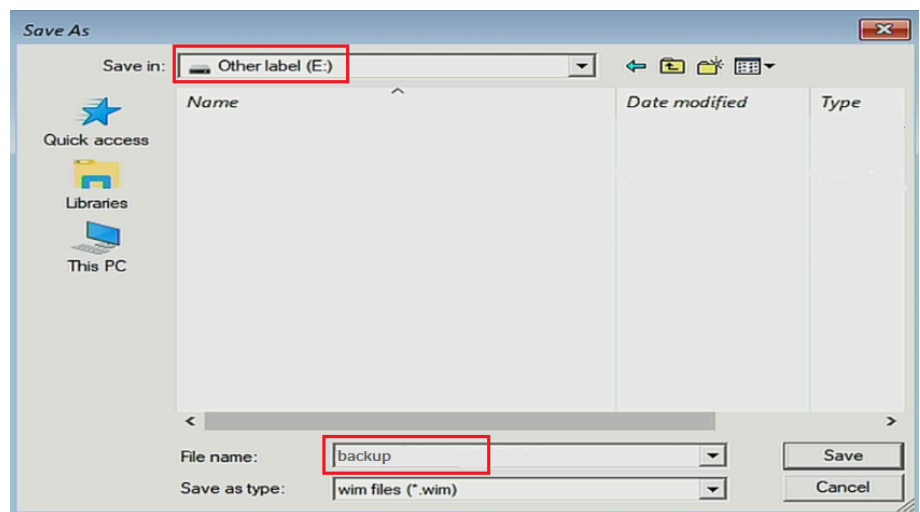 Save As
Save in: Other label (E:)
Name Date modified Type
Quick access
Libraries
This PC
File name: backup Save
Save as type: wim files (*.wim) Cancel